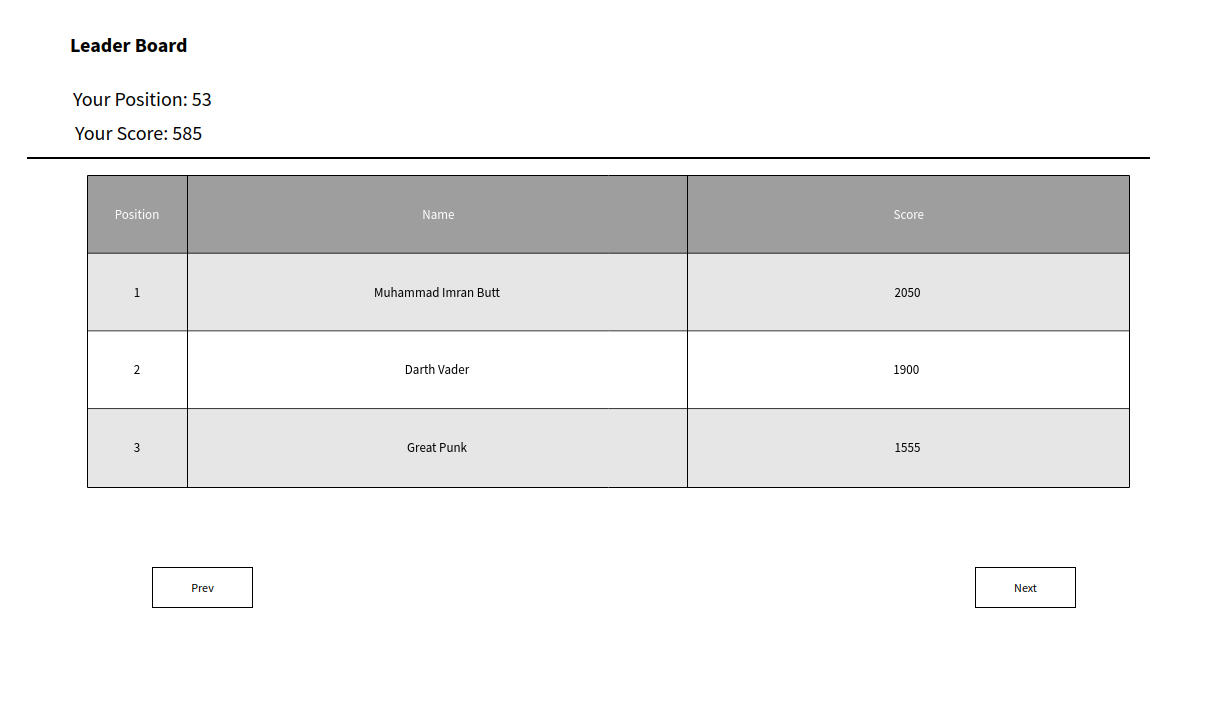 Leader Board
Your Position: 53
Your Score: 585
Position Name Score
1 Muhammad Imran Butt 2050
2 Darth Vader 1900
3 Great Punk 1555
Prev Next